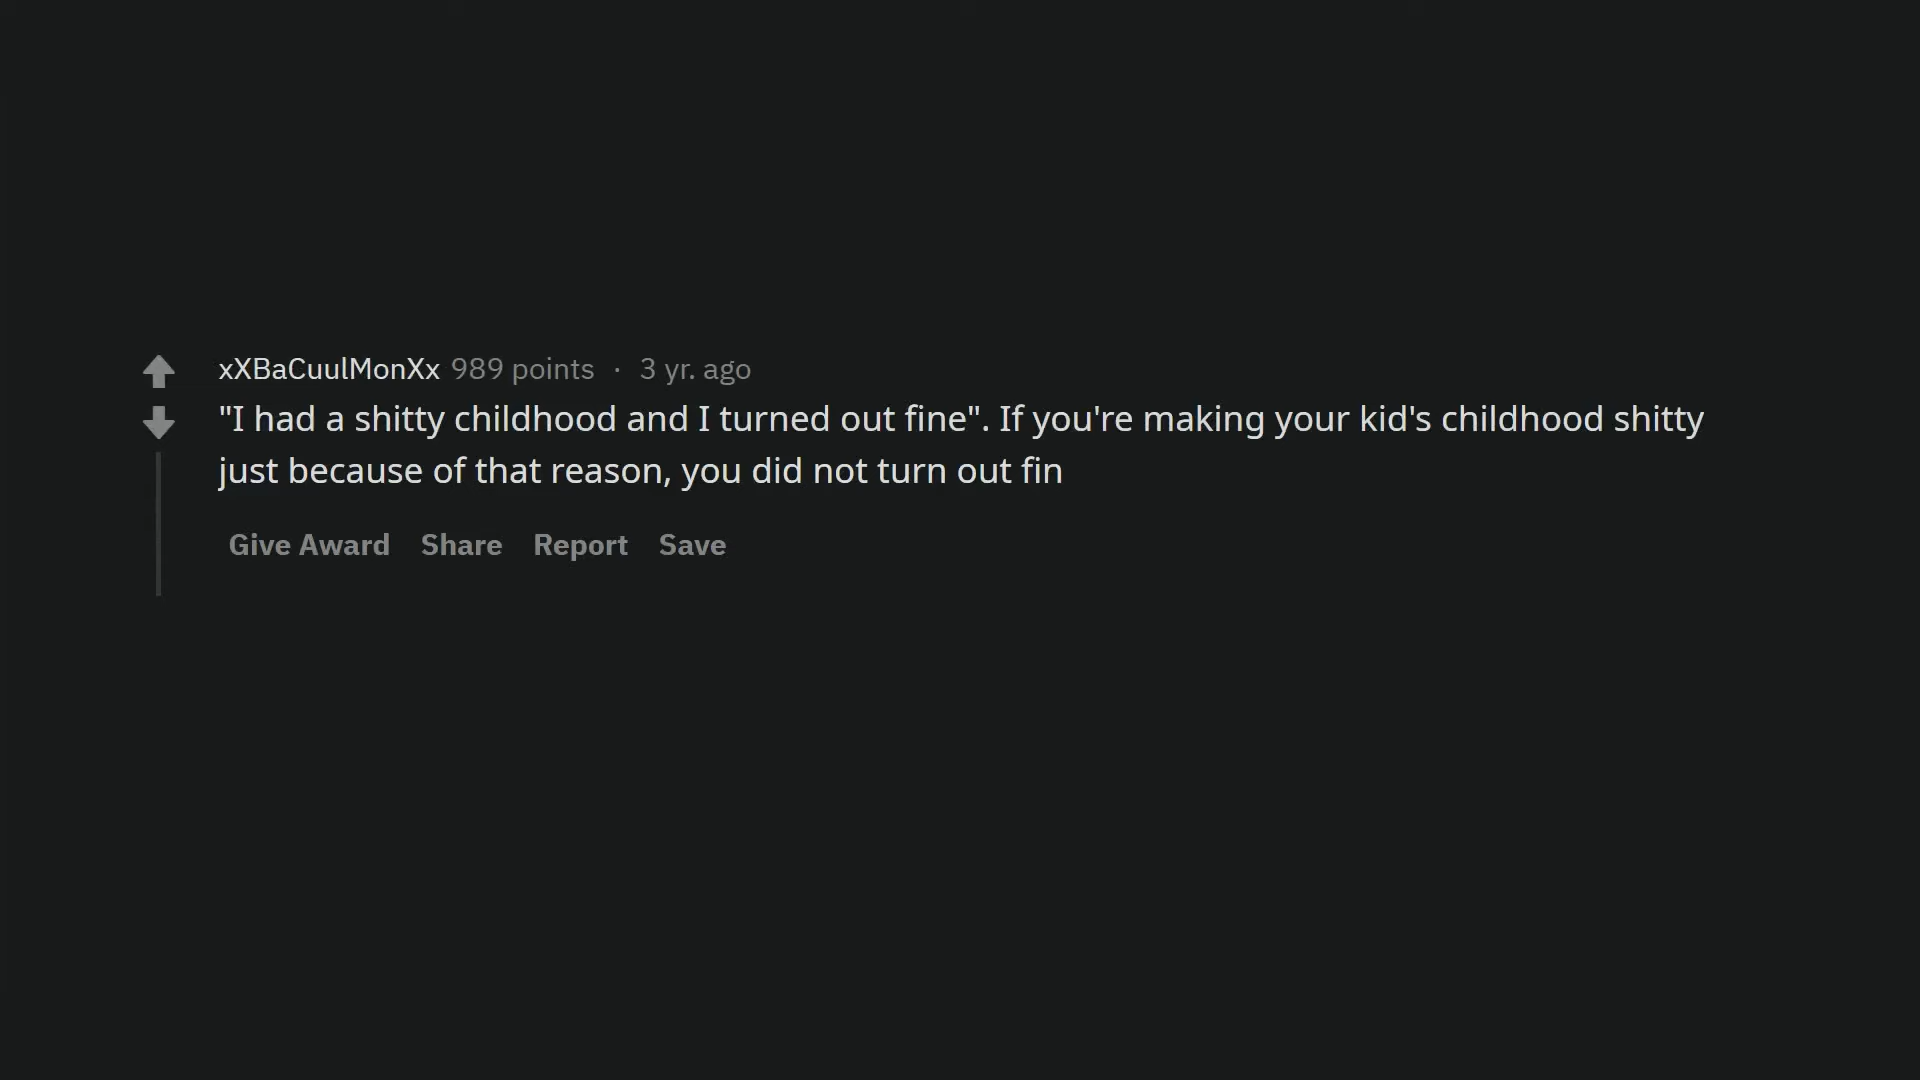 xXBaCuulMonXx 989 points · 3 yr. ago
"I had a shitty childhood and I turned out fine". If you're making your kid's childhood shitty
just because of that reason, you did not turn out fin
Give Award Share Report Save